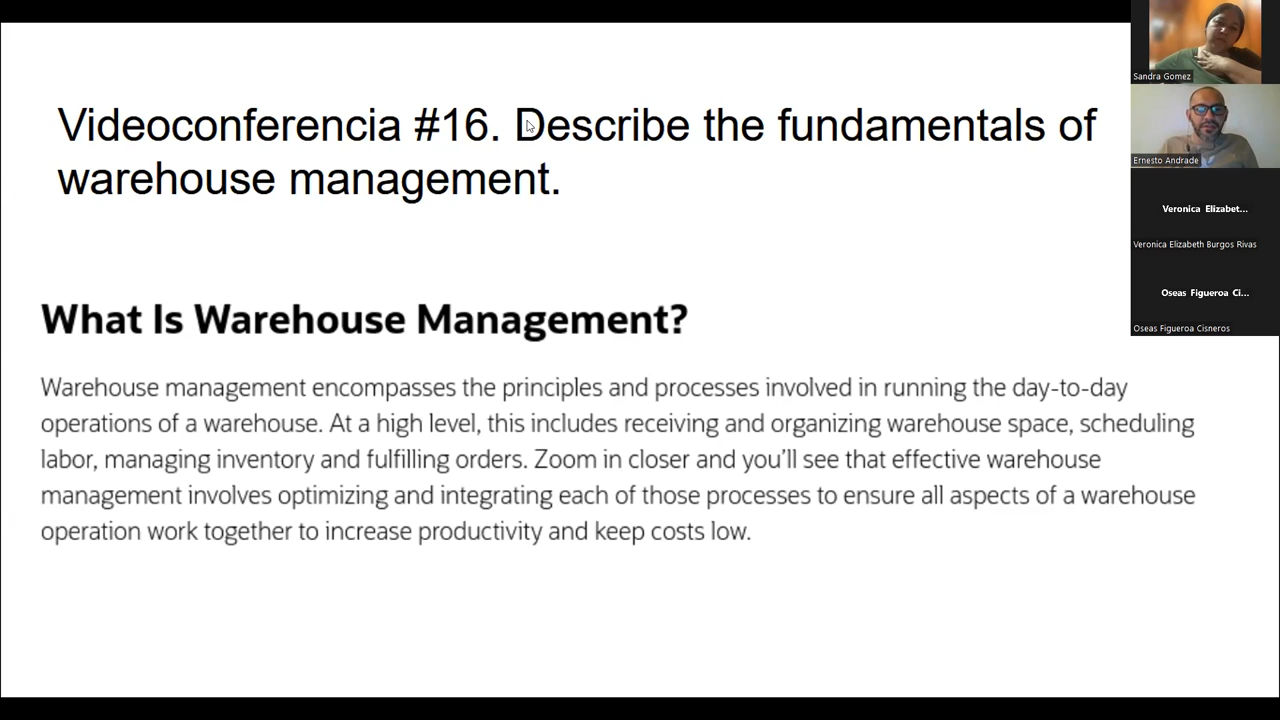 Videoconferencia #16. Describe the fundamentals of
warehouse management.
What Is Warehouse Management?
Warehouse management encompasses the principles and processes involved in running the day-to-day
operations of a warehouse. At a high level, this includes receiving and organizing warehouse space, scheduling
labor, managing inventory and fulfilling orders. Zoom in closer and you'll see that effective warehouse
management involves optimizing and integrating each of those processes to ensure all aspects of a warehouse
operation work together to increase productivity and keep costs low.
Sandra Gomez
Ernesto Andrade
Veronica Elizabet...
Veronica Elizabeth Burgos Rivas
Oseas Figueroa Ci...
Oseas Figueroa Cisneros